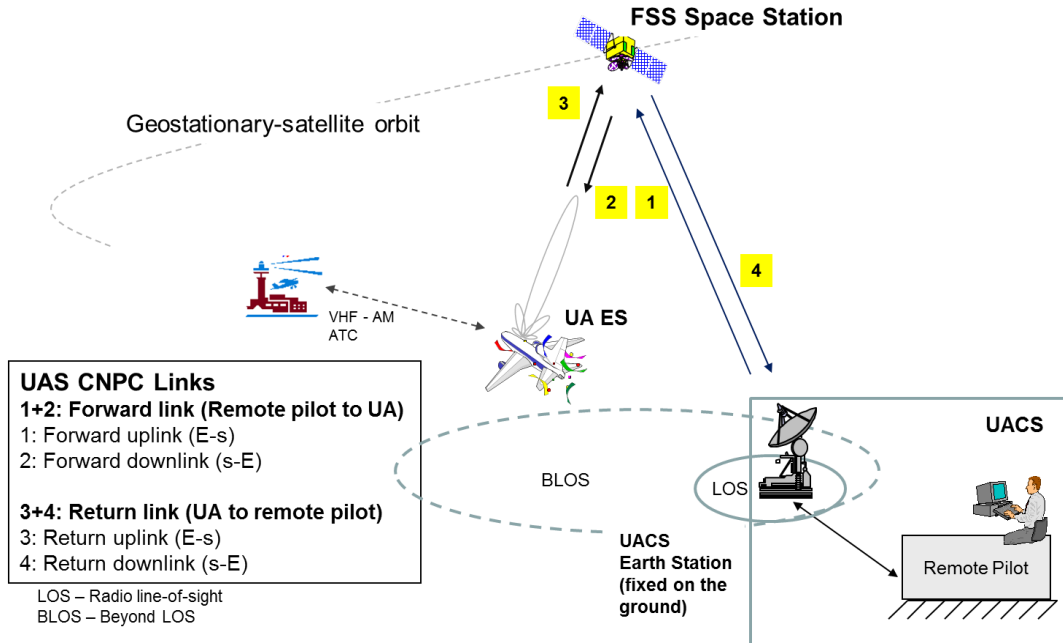 FSS Space Station
3
Geostationary-satellite orbit
2
1
4
VHF - AM
ATC
UA ES
UAS CNPC Links
1+2: Forward link (Remote pilot to UA)
1: Forward uplink (E-s)
2: Forward downlink (s-E)
3+4: Return link (UA to remote pilot)
3: Return uplink (E-s)
4: Return downlink (s-E)
LOS – Radio line-of-sight
BLOS – Beyond LOS
BLOS
LOS
UACS
UACS
Earth Station
(fixed on the
ground)
Remote Pilot